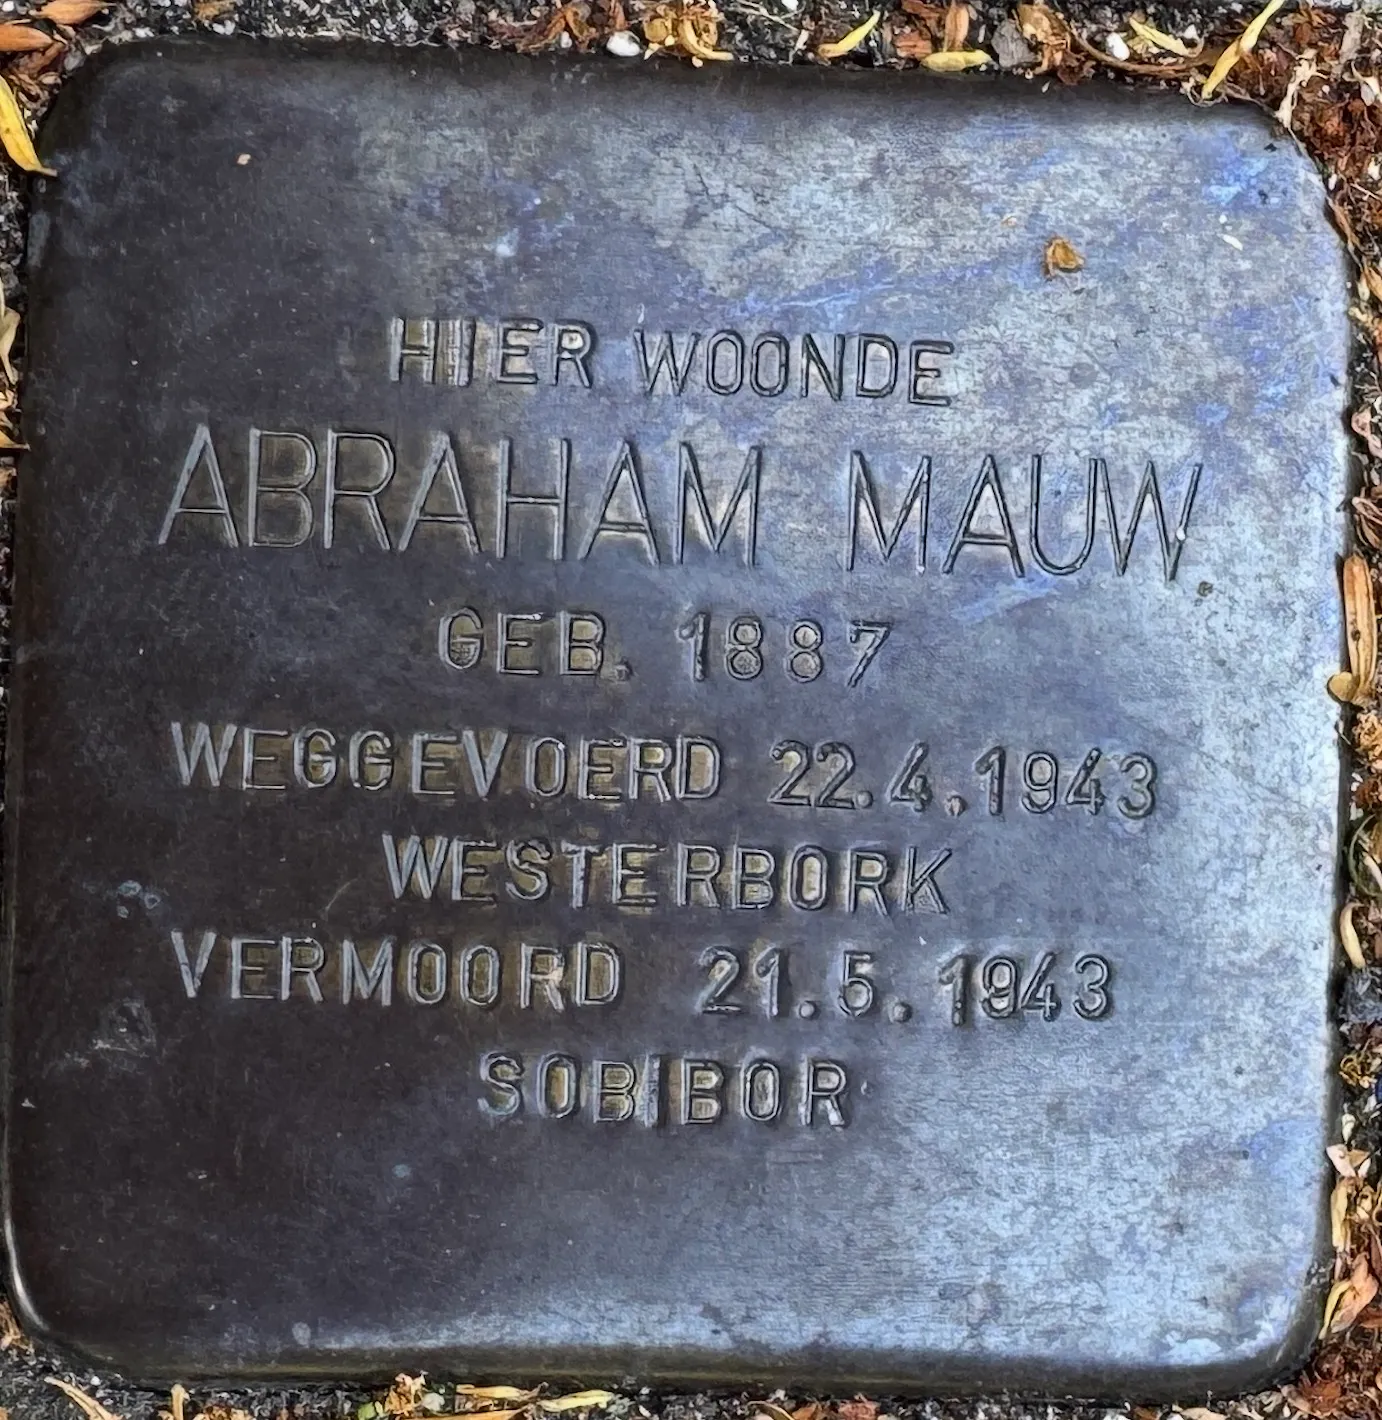 HIER WOONDE
ABRAHAM MAUW
GEB. 1887
WEGGEVOERD 22.4.1943
WESTERBORK
VERMOORD 21.5.1943
SOBIBOR